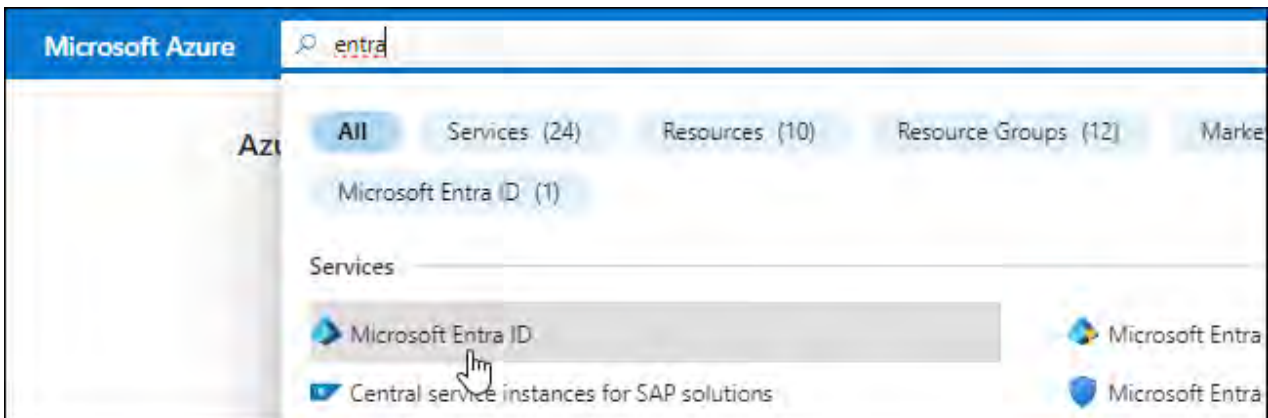 Microsoft Azure entra
All Services (24) Resources (10) Resource Groups (12) Marke
Azu
Microsoft Entra ID (1)
Services
Microsoft Entra ID Microsoft Entra
Central service instances for SAP solutions Microsoft Entra